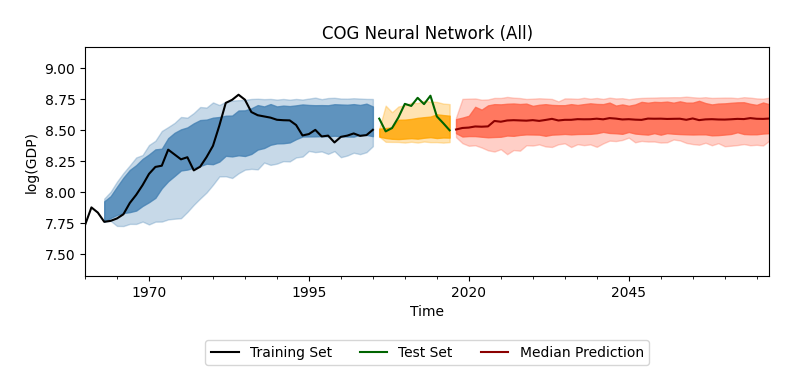 COG Neural Network (All)
log(GDP)
9.00
8.75
8.50
8.25
8.00
7.75
7.50
1970 1995 2020 2045
Time
Training Set Test Set Median Prediction